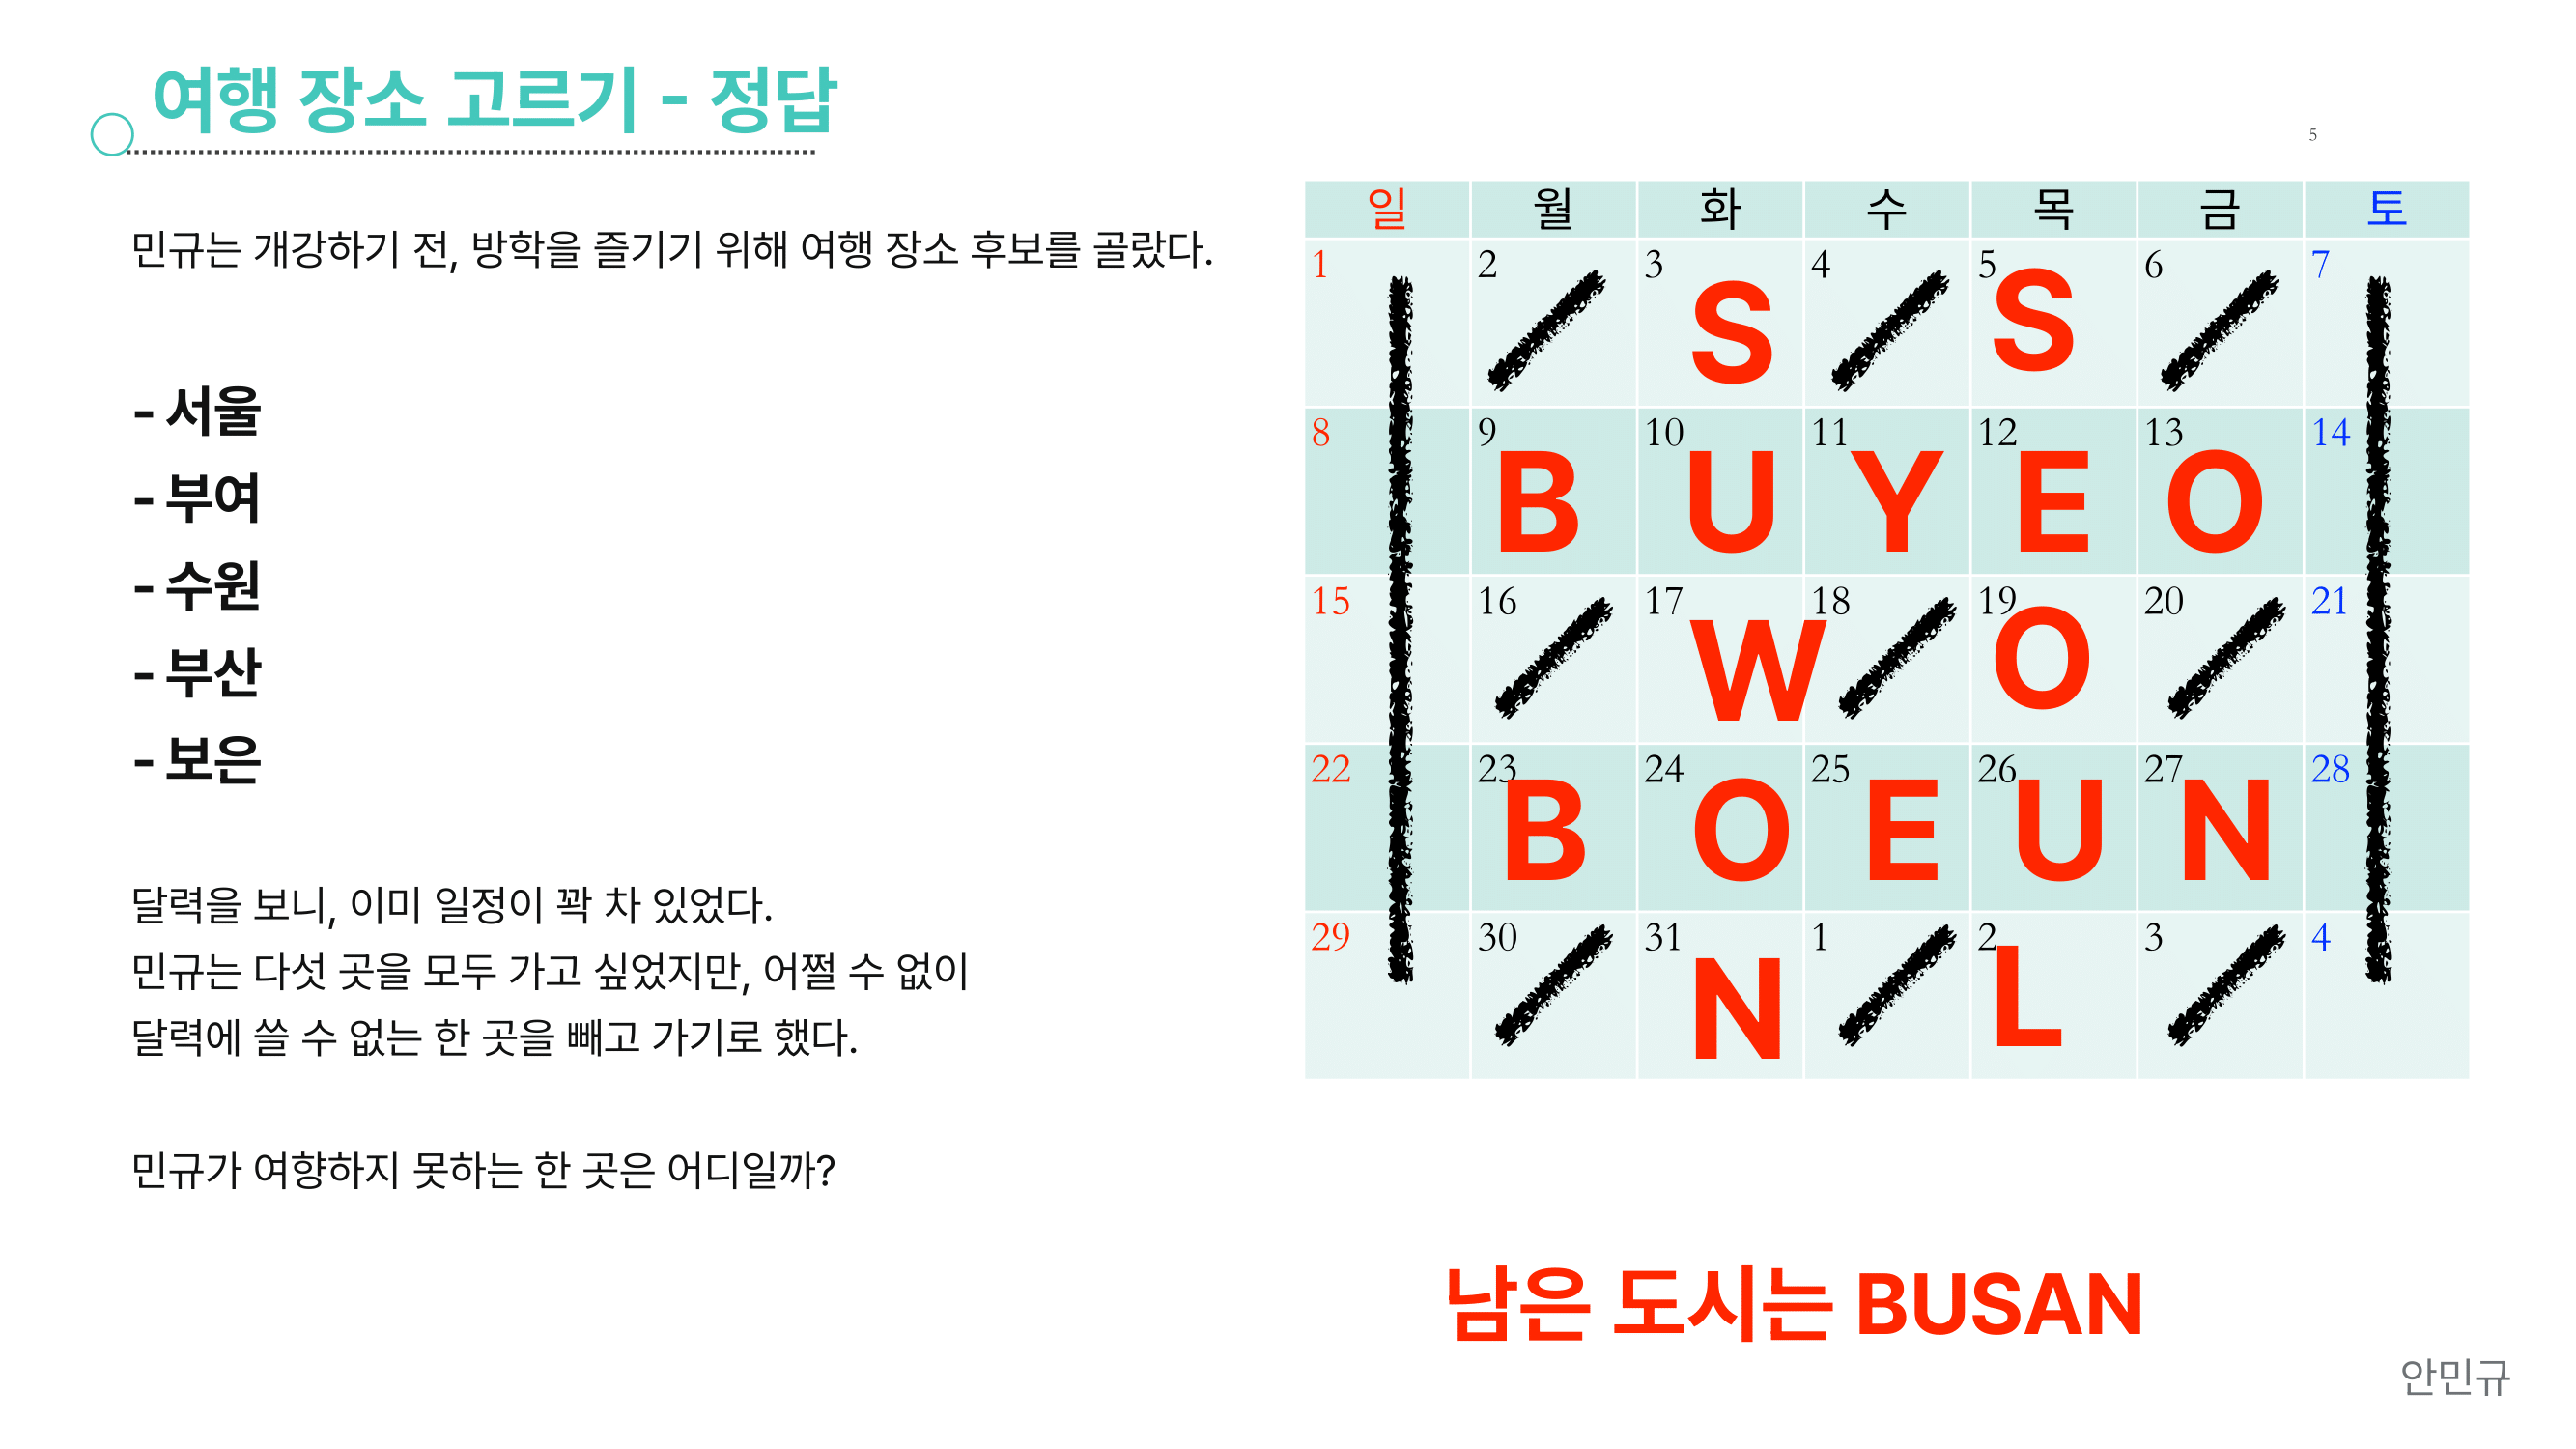 여행 장소 고르기 - 정답
5
민규는 개강하기 전, 방학을 즐기기 위해 여행 장소 후보를 골랐다.
- 서울
- 부여
- 수원
- 부산
- 보은
달력을 보니, 이미 일정이 꽉 차 있었다.
민규는 다섯 곳을 모두 가고 싶었지만, 어쩔 수 없이
달력에 쓸 수 없는 한 곳을 빼고 가기로 했다.
민규가 여향하지 못하는 한 곳은 어디일까?
일 월 화 수 목 금 토
1 2 3 4 5 6 7
S S
8 9 10 11 12 13 14
B U Y E O
15 16 17 18 19 20 21
W O
22 23 24 25 26 27 28
B O E U N
29 30 31 1 2 3 4
N L
남은 도시는 BUSAN
안민규